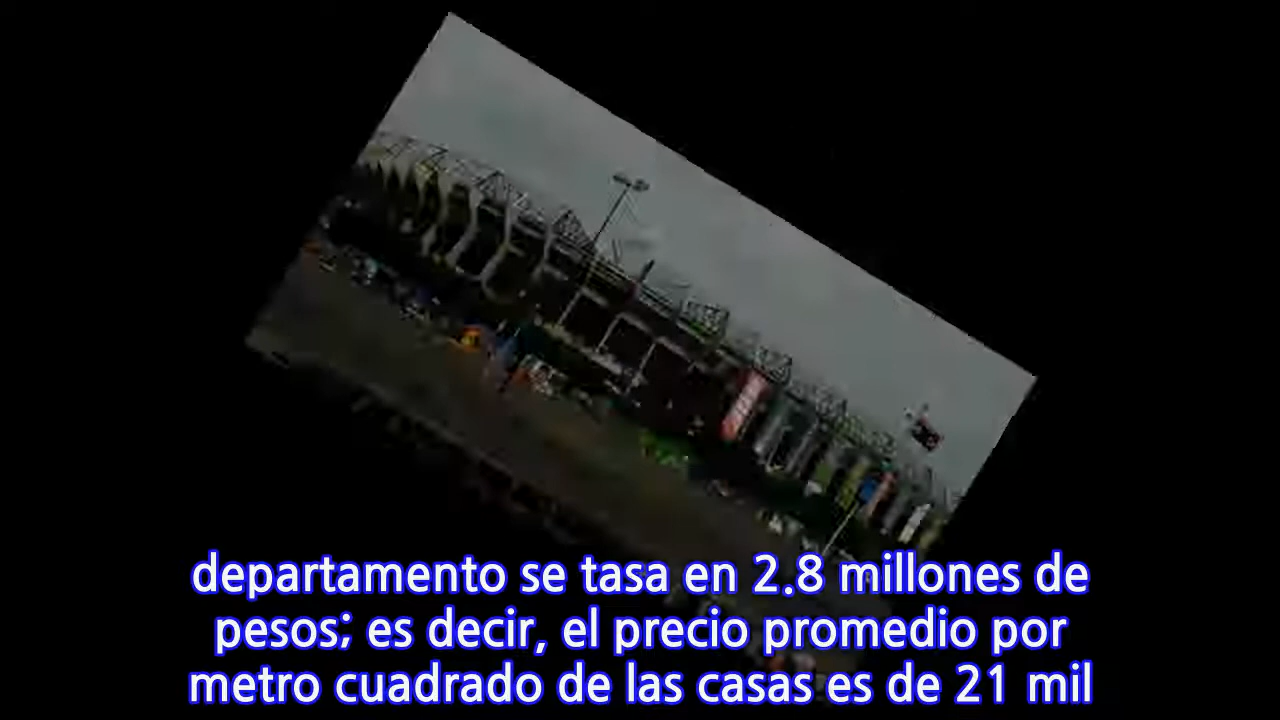 departamento se tasa en 2.8 millones de
pesos; es decir, el precio promedio por
metro cuadrado de las casas es de 21 mil